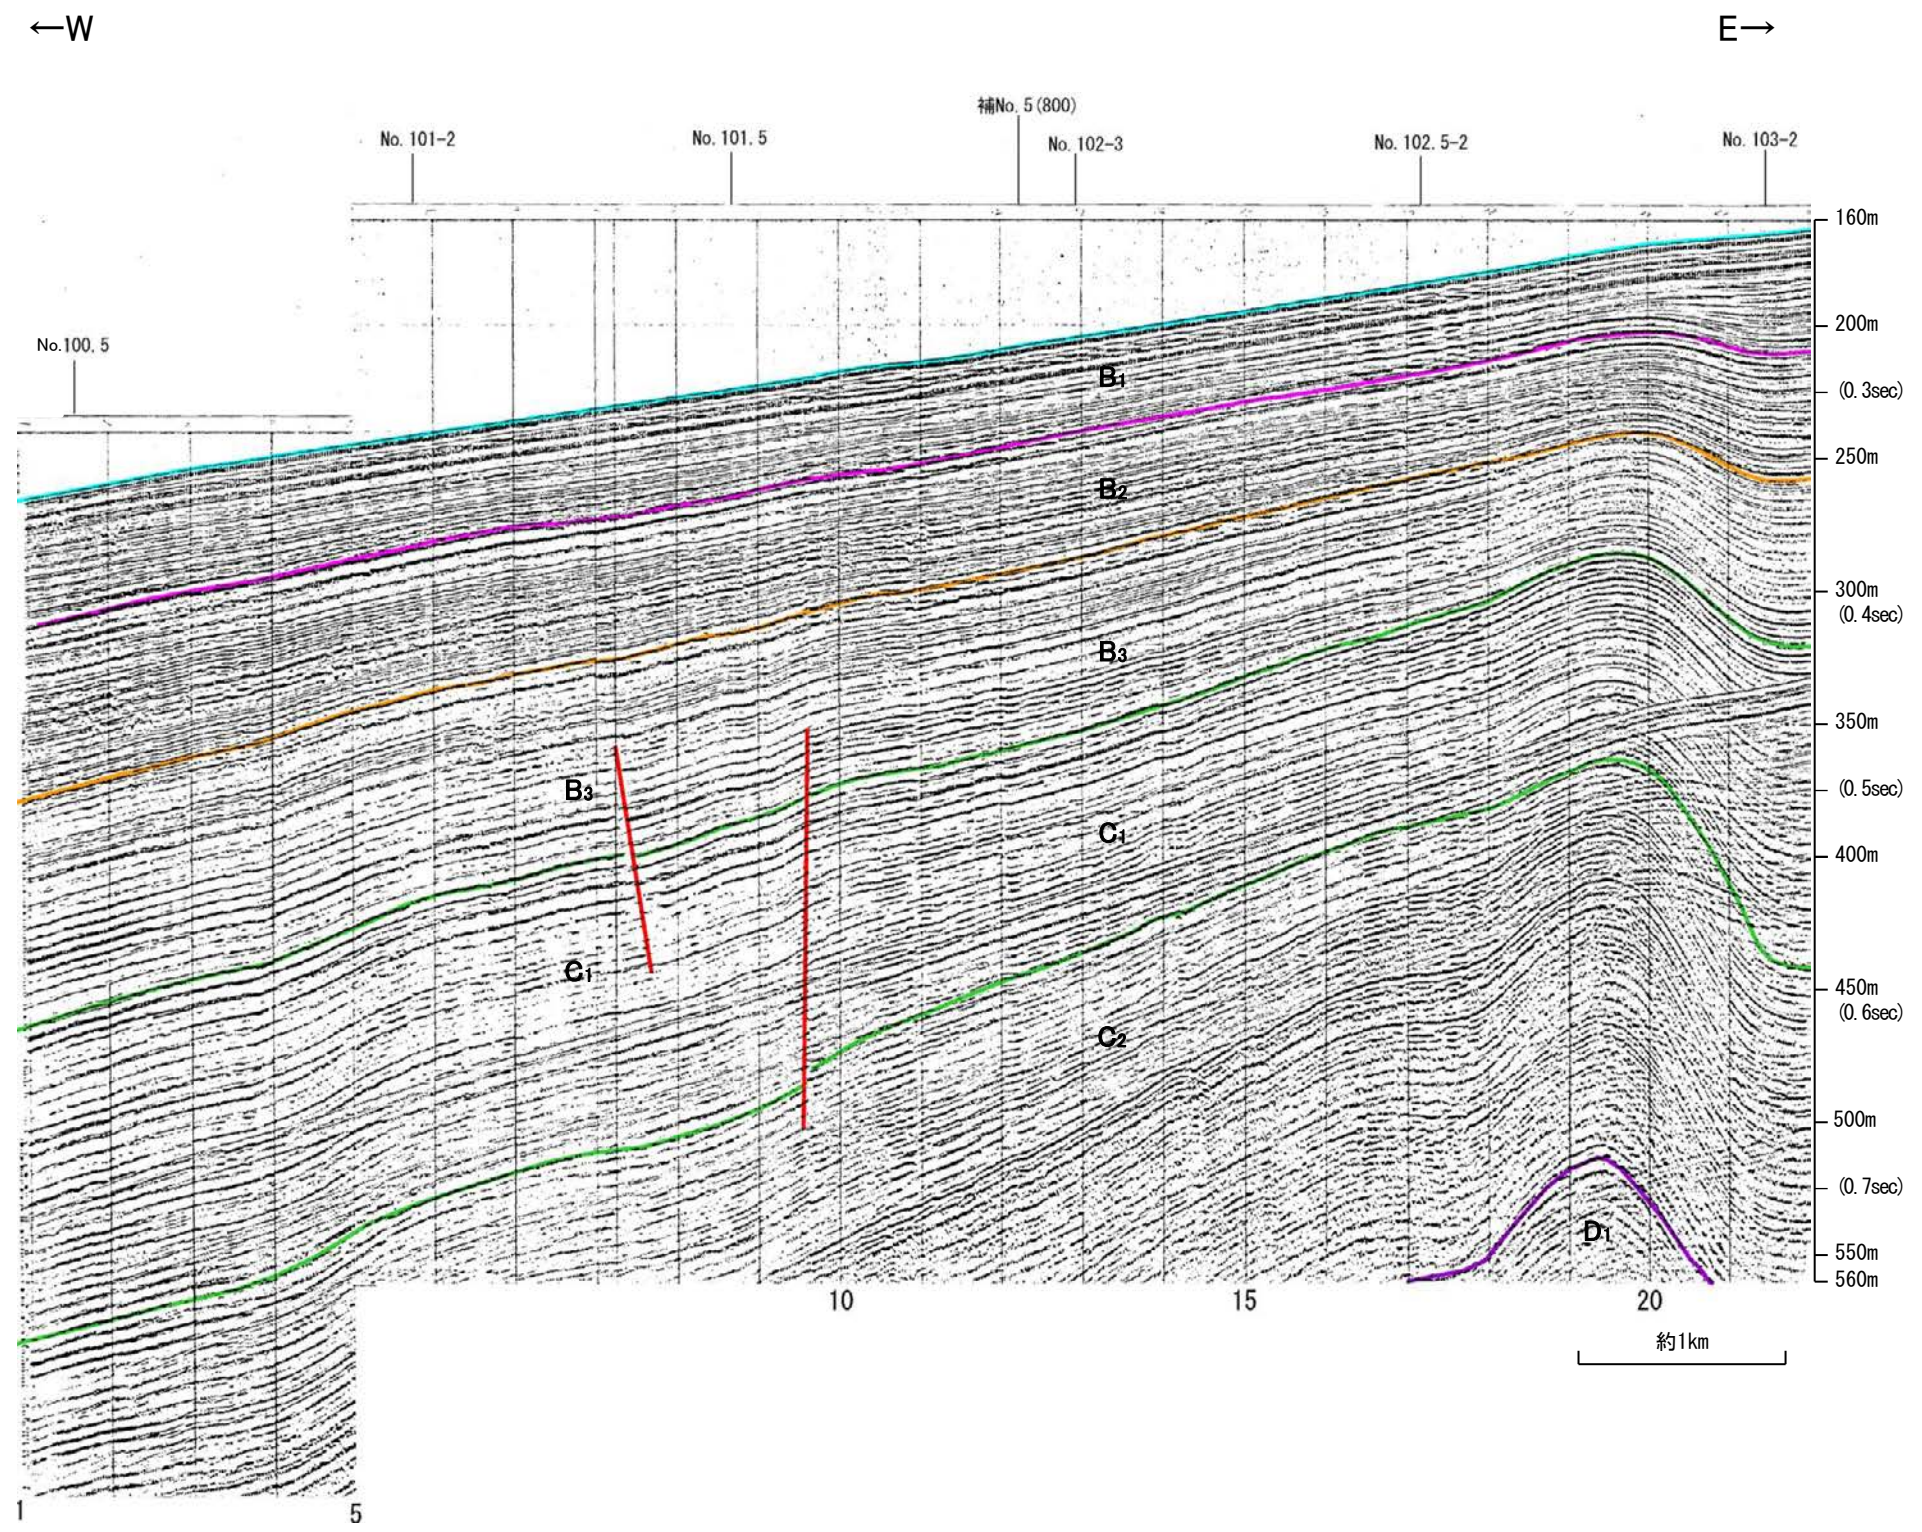 ←W
E→
補No. 5(800)
No. 101-2
No. 101.5
No. 102-3
No. 102.5-2
No. 103-2
No.100.5
160m
200m
(0.3sec)
250m
300m
(0.4sec)
350m
(0.5sec)
400m
450m
(0.6sec)
500m
(0.7sec)
550m
560m
B1
B2
B3
B3
C1
C1
C2
D1
10
15
20
約1km
1
5